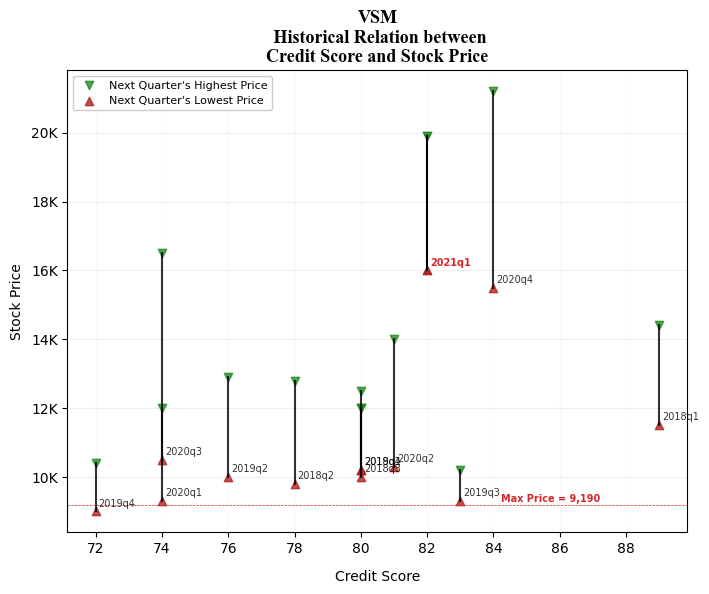 VSM
Historical Relation between
Credit Score and Stock Price
Next Quarter's Highest Price
Next Quarter's Lowest Price
20K
18K
16K
14K
12K
10K
Stock Price
2021q1
2020q4
2018q1
2020q3
2020q2
2019q2
2018q2
2020q1
2019q3
2019q4
Max Price = 9,190
72
74
76
78
80
82
84
86
88
Credit Score